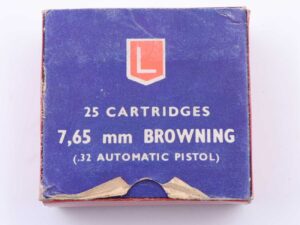 L
25 CARTRIDGES
7,65 mm BROWNING
(.32 AUTOMATIC PISTOL)